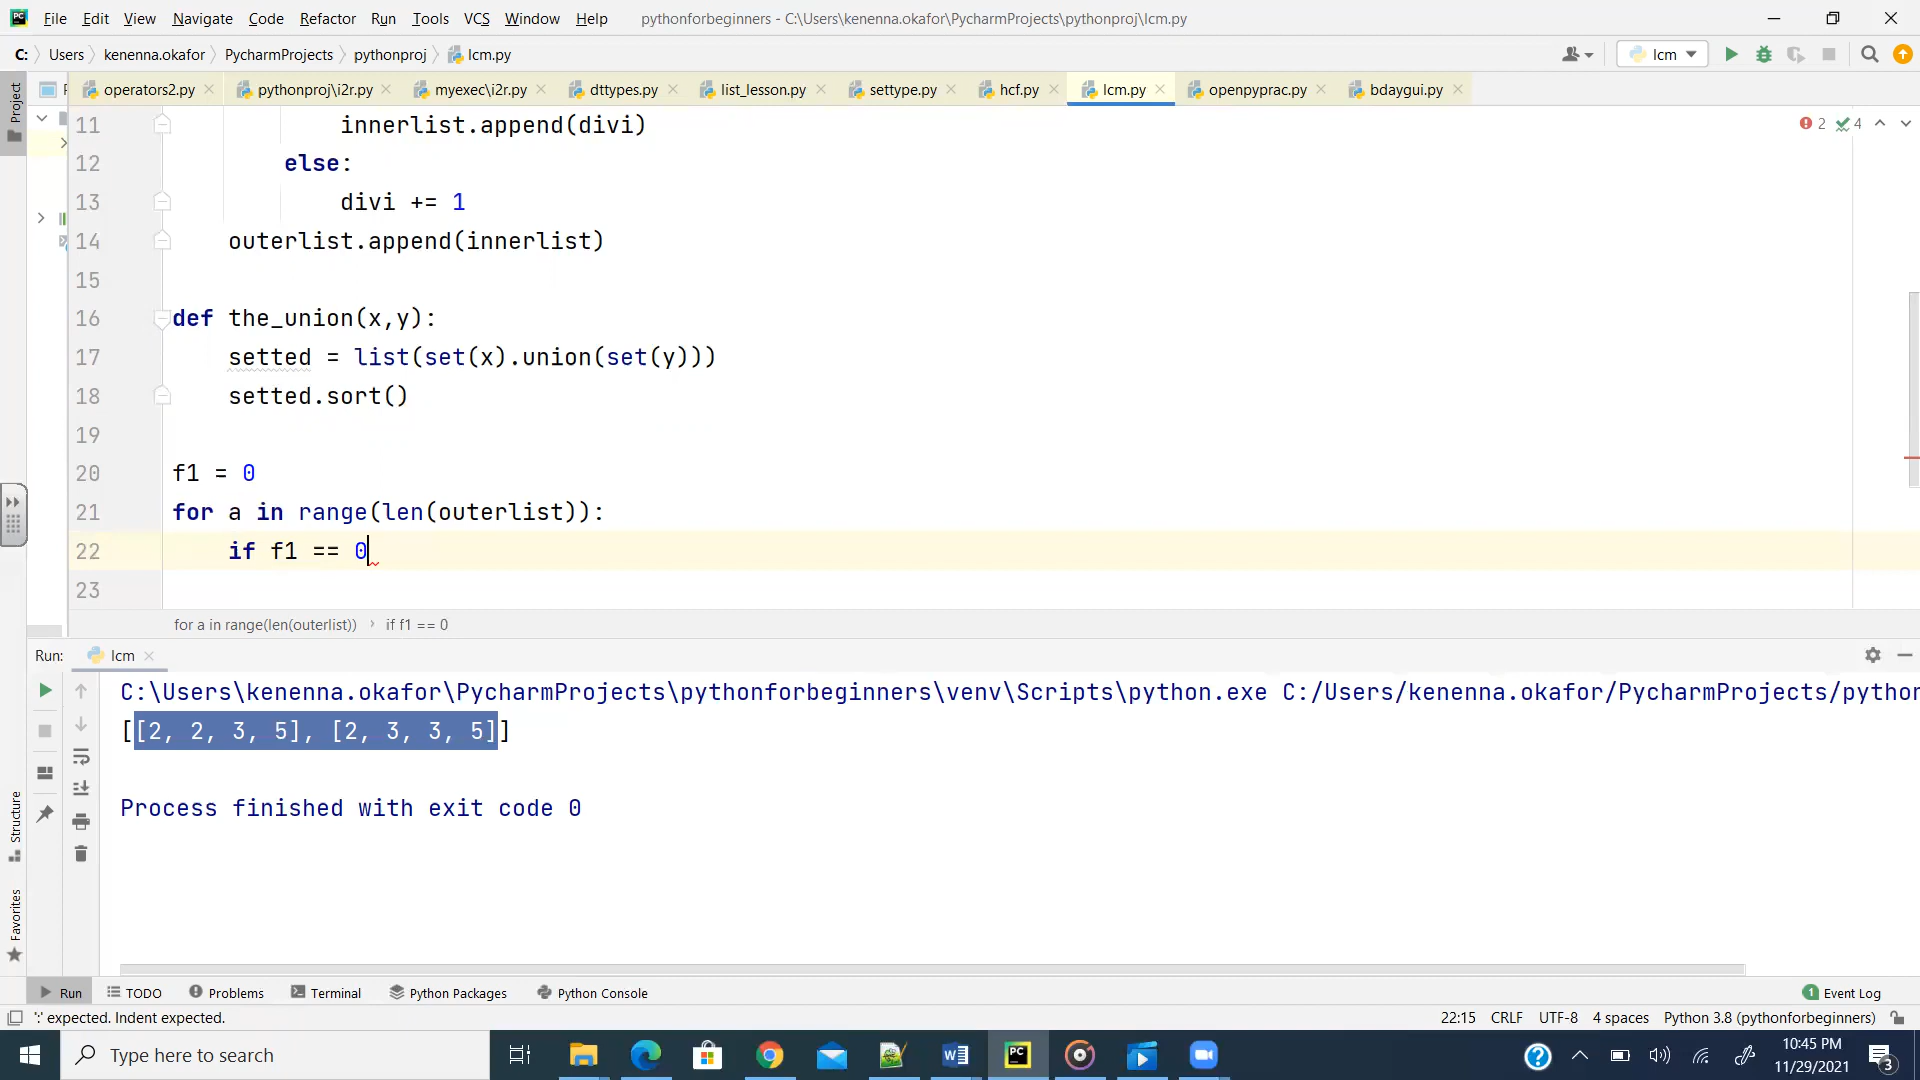 File Edit View Navigate Code Refactor Run Tools VCS Window Help pythonforbeginners - C:\Users\kenenna.okafor\PycharmProjects\pythonproj\lcm.py
C: Users kenenna.okafor PycharmProjects pythonproj lcm.py lcm
operators2.py pythonproj\i2r.py myexec\i2r.py dttypes.py list_lesson.py settype.py hcf.py lcm.py openpyprac.py bdaygui.py
Project
11 innerlist.append(divi)
2 4
12 else:
13 divi += 1
14 outerlist.append(innerlist)
15
16 def the_union(x,y):
17 setted = list(set(x).union(set(y)))
18 setted.sort()
19
20 f1 = 0
21 for a in range(len(outerlist)):
22 if f1 == 0
23
for a in range(len(outerlist)) if f1 == 0
Run: lcm
C:\Users\kenenna.okafor\PycharmProjects\pythonforbeginners\venv\Scripts\python.exe C:/Users/kenenna.okafor/PycharmProjects/python
[[2, 2, 3, 5], [2, 3, 3, 5]]
Process finished with exit code 0
Structure
Favorites
Run TODO Problems Terminal Python Packages Python Console 1 Event Log
':' expected. Indent expected. 22:15 CRLF UTF-8 4 spaces Python 3.8 (pythonforbeginners)
Type here to search
10:45 PM
11/29/2021
3